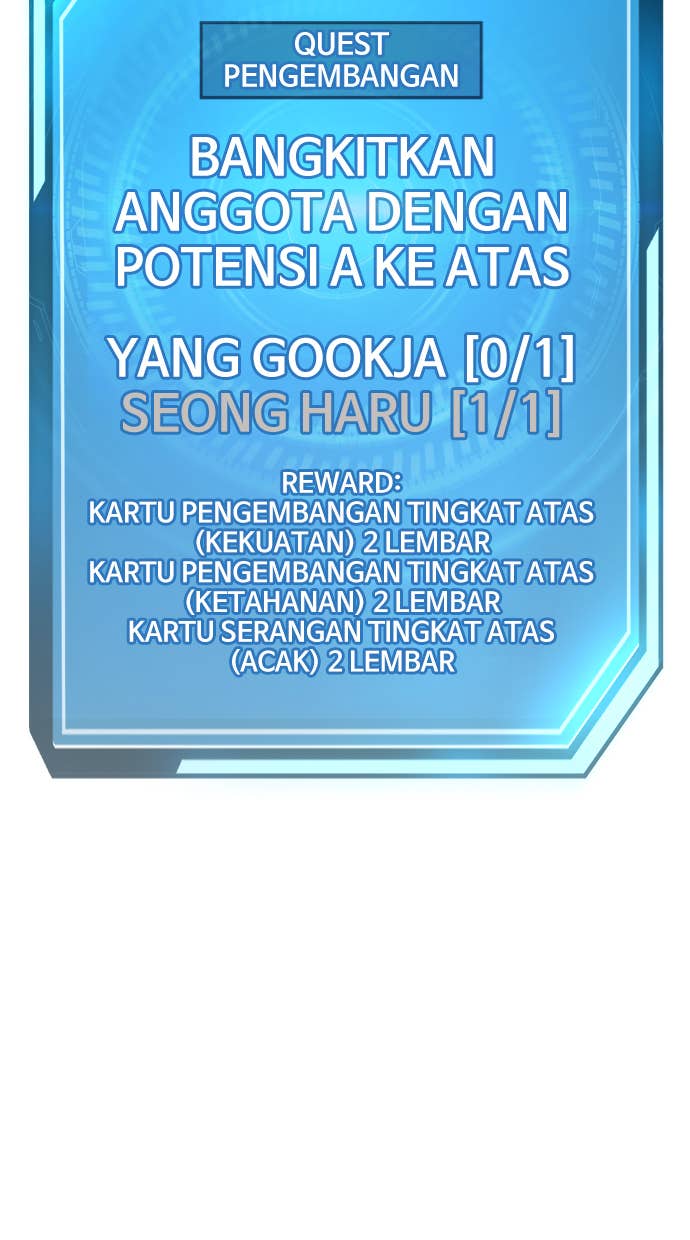 QUEST
PENGEMBANGAN
BANGKITKAN
ANGGOTA DENGAN
POTENSI A KE ATAS
YANG GOOKJA [0/1]
SEONG HARU [1/1]
REWARD:
KARTU PENGEMBANGAN TINGKAT ATAS
(KEKUATAN) 2 LEMBAR
KARTU PENGEMBANGAN TINGKAT ATAS
(KETAHANAN) 2 LEMBAR
KARTU SERANGAN TINGKAT ATAS
(ACAK) 2 LEMBAR